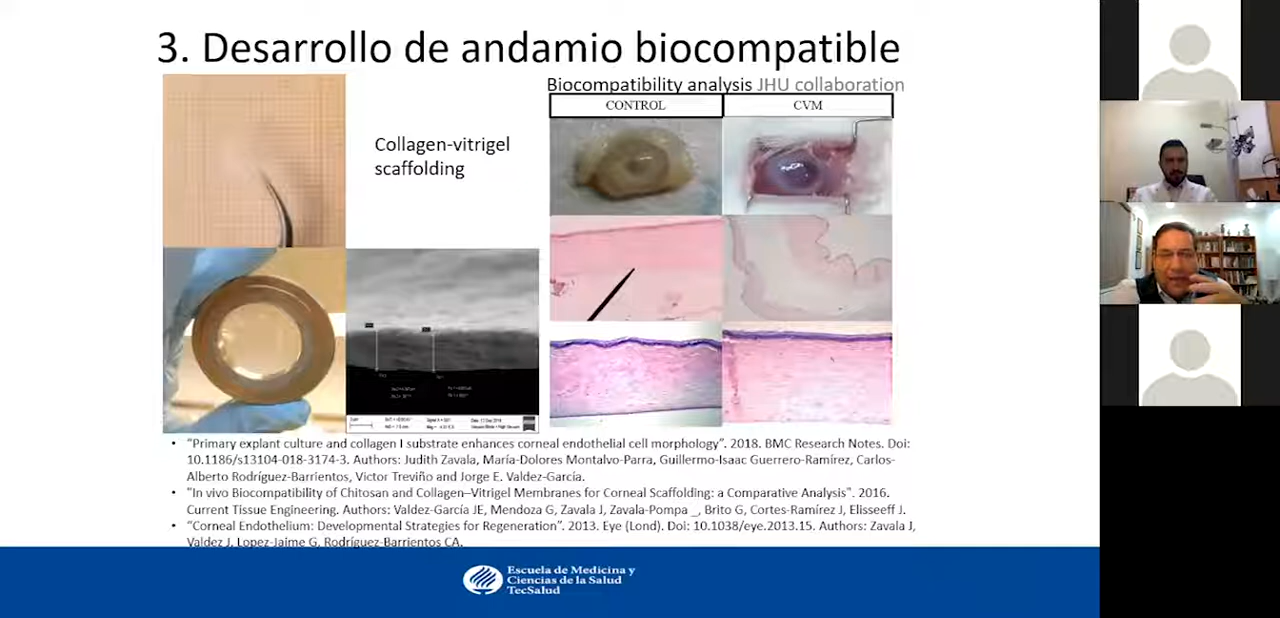 3. Desarrollo de andamio biocompatible
Collagen-vitrigel
scaffolding
Biocompatibility analysis JHU collaboration
CONTROL
CVM
• “Primary explant culture and collagen I substrate enhances corneal endothelial cell morphology”. 2018. BMC Research Notes. Doi:
10.1186/s13104-018-3174-3. Authors: Judith Zavala, María-Dolores Montalvo-Parra, Guillermo-Isaac Guerrero-Ramírez, Carlos-
Alberto Rodríguez-Barrientos, Victor Treviño and Jorge E. Valdez-García.
• "In vivo Biocompatibility of Chitosan and Collagen–Vitrigel Membranes for Corneal Scaffolding: a Comparative Analysis". 2016.
Current Tissue Engineering. Authors: Valdez-García JE, Mendoza G, Zavala J, Zavala-Pompa _, Brito G, Cortes-Ramírez J, Elisseeff J.
• “Corneal Endothelium: Developmental Strategies for Regeneration”. 2013. Eye (Lond). Doi: 10.1038/eye.2013.15. Authors: Zavala J,
Valdez J, Lopez-Jaime G, Rodríguez-Barrientos CA.
Escuela de Medicina y
Ciencias de la Salud
TecSalud